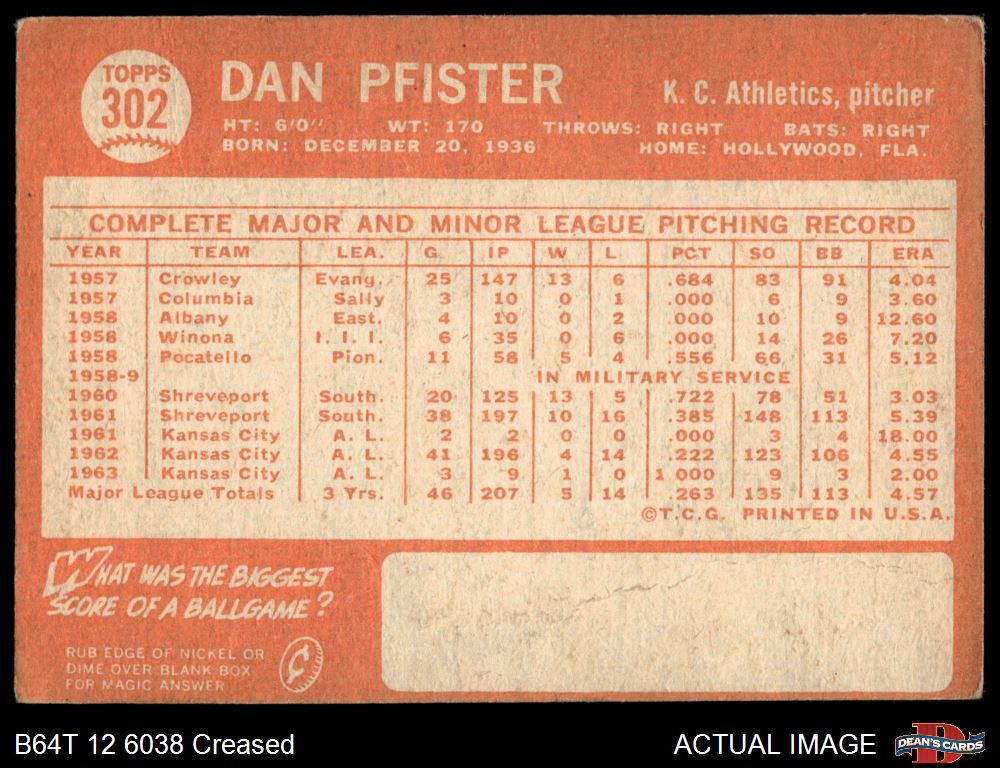 TOPPS
302
DAN PFISTER
K. C. Athletics, pitcher
HT: 6'0" WT: 170 THROWS: RIGHT BATS: RIGHT
BORN: DECEMBER 20, 1936 HOME: HOLLYWOOD, FLA.
COMPLETE MAJOR AND MINOR LEAGUE PITCHING RECORD
YEAR TEAM LEA. G IP W L PCT SO BB ERA
1957 Crowley Evang. 25 147 13 6 .684 83 91 4.04
1957 Columbia Sally 3 10 0 1 .000 6 9 3.60
1958 Albany East. 4 10 0 2 .000 10 9 12.60
1958 Winona I. I. I. 6 35 0 6 .000 14 26 7.20
1958 Pocatello Pion. 11 58 5 4 .556 66 31 5.12
1958-9 IN MILITARY SERVICE
1960 Shreveport South. 20 125 13 5 .722 78 51 3.03
1961 Shreveport South. 38 197 10 16 .385 148 113 5.39
1961 Kansas City A. L. 2 2 0 0 .000 3 4 18.00
1962 Kansas City A. L. 41 196 4 14 .222 123 106 4.55
1963 Kansas City A. L. 3 9 1 0 1 000 9 3 2.00
Major League Totals 3 Yrs. 46 207 5 14 .263 135 113 4.57
©T.C.G. PRINTED IN U.S.A.
WHAT WAS THE BIGGEST
SCORE OF A BALLGAME?
RUB EDGE OF NICKEL OR
DIME OVER BLANK BOX
FOR MAGIC ANSWER
B64T 12 6038 Creased
ACTUAL IMAGE
DEAN'S CARDS